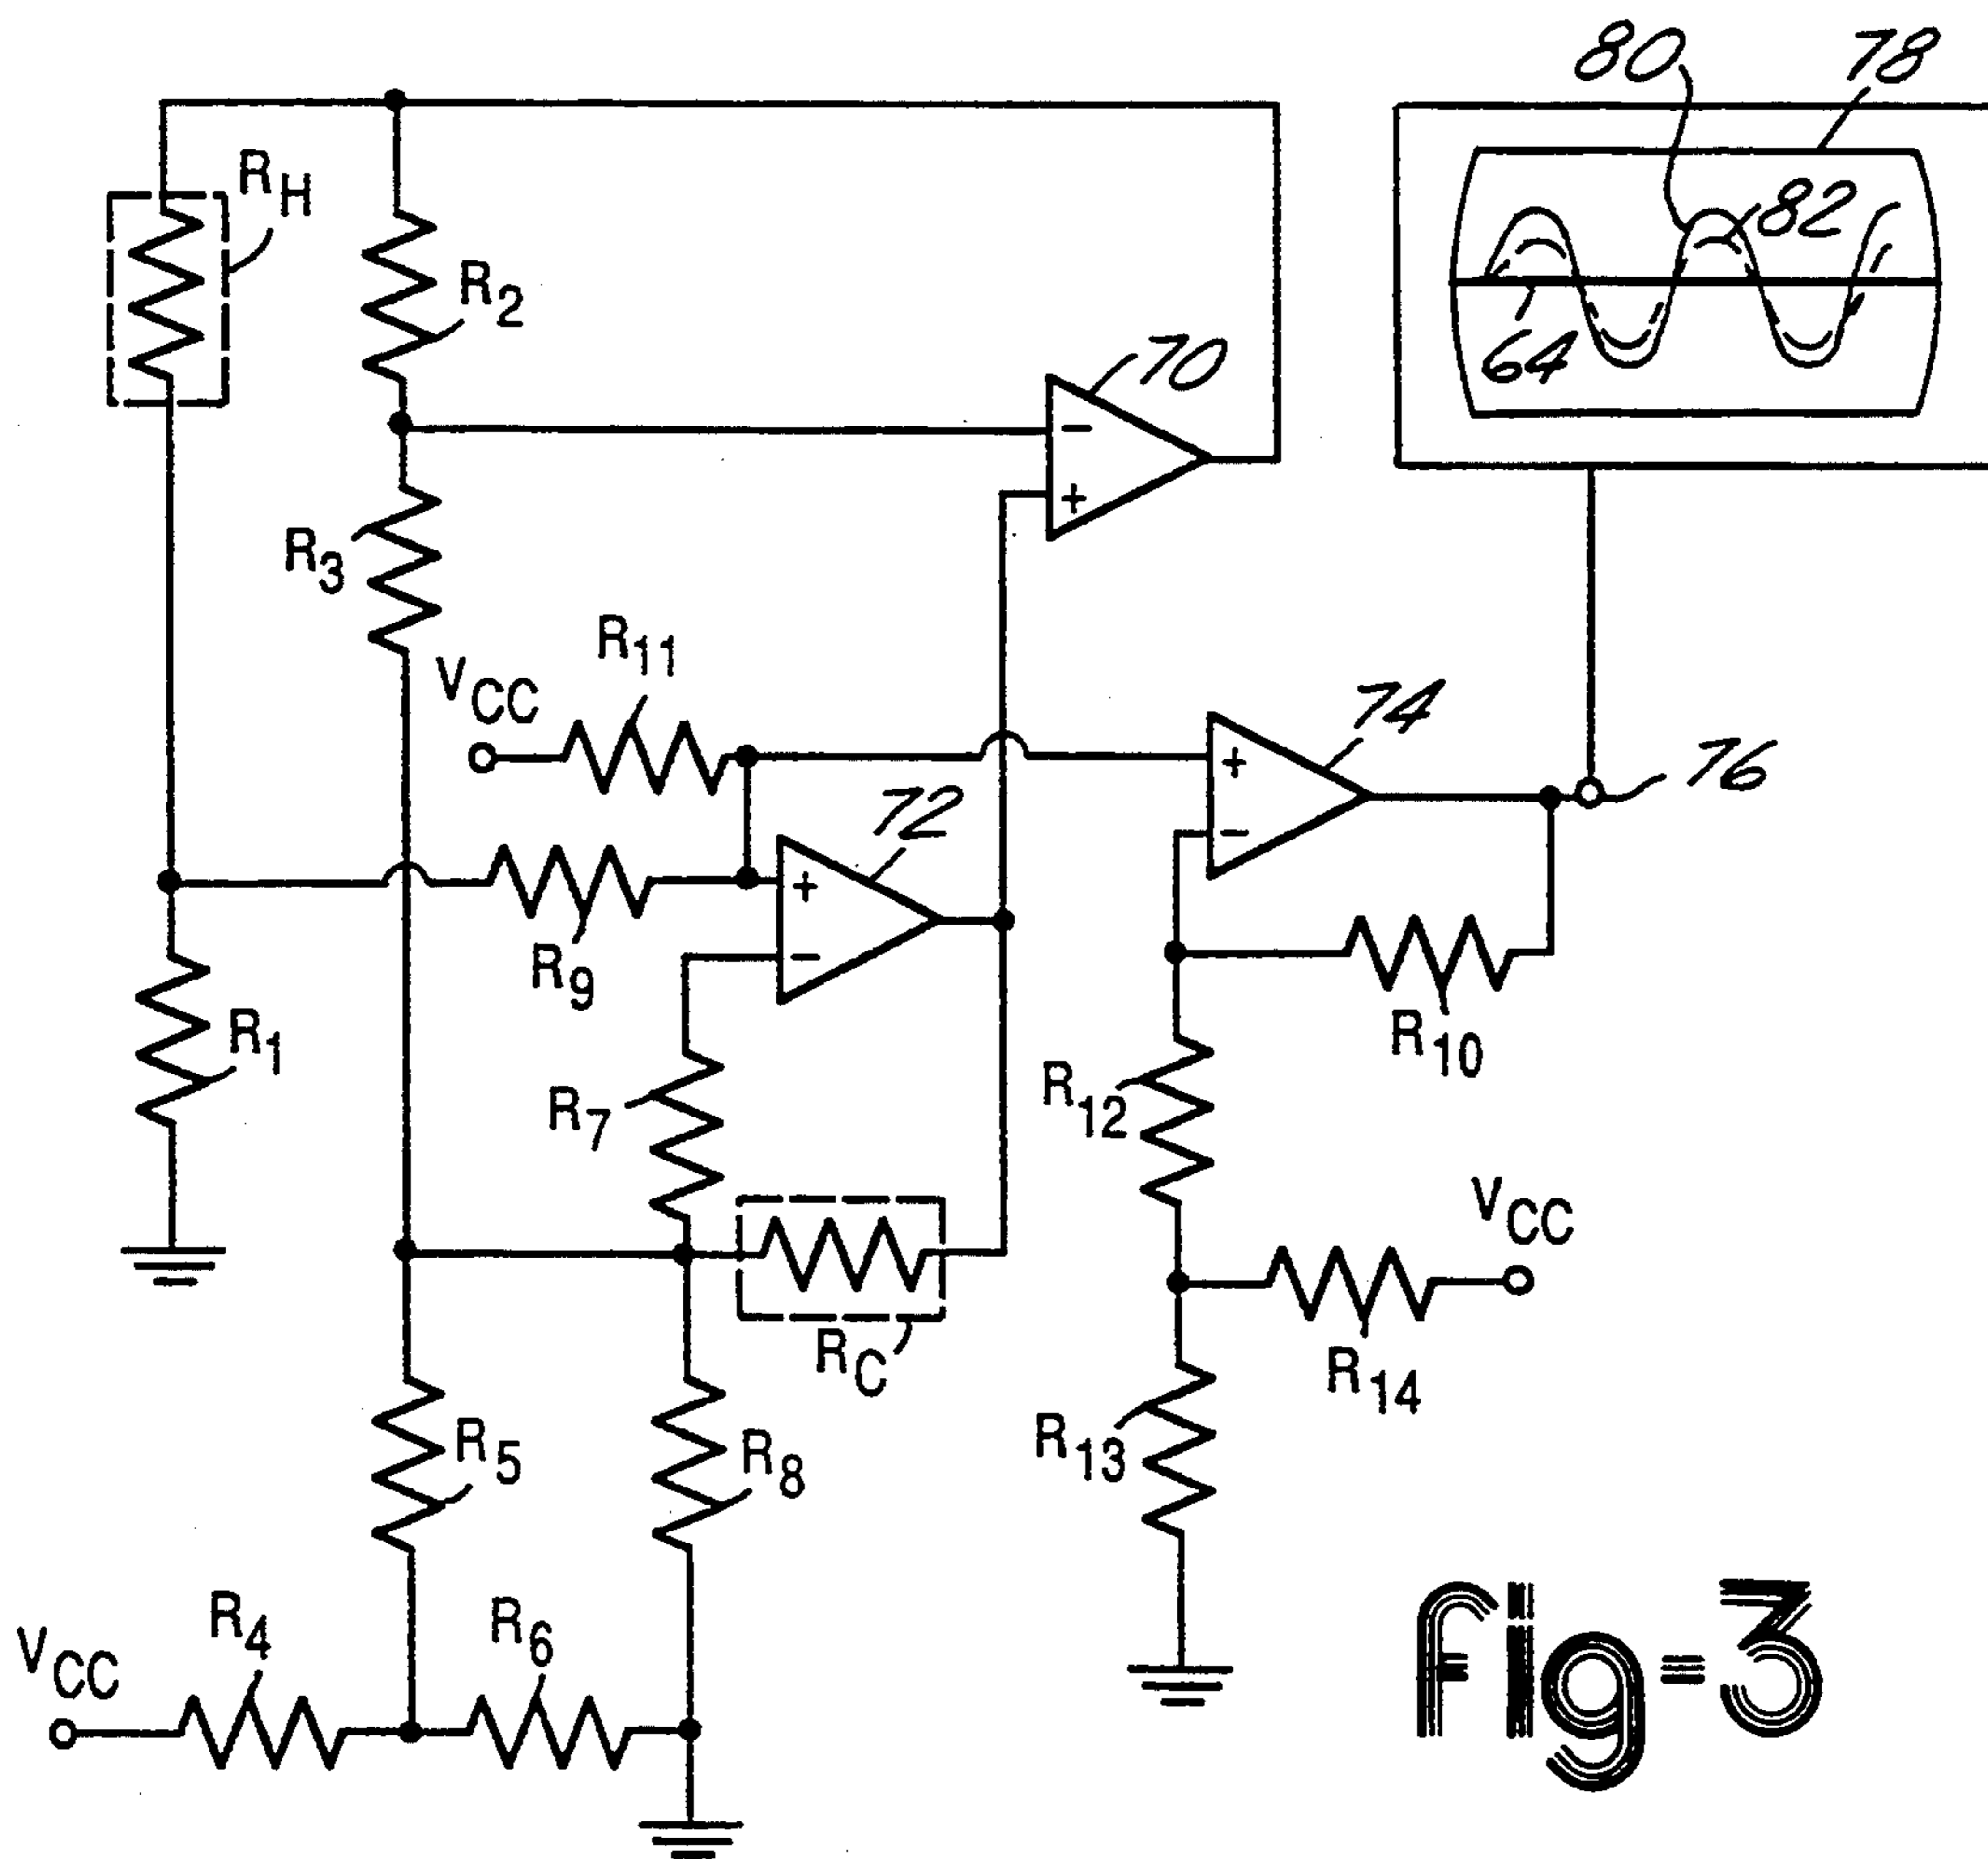 80
78
RH
R2
82
64
70
R3
R11
VCC
74
76
72
R9
R1
R10
R7
R12
VCC
RC
R14
R5
R8
R13
R4
R6
VCC
+
-
+
-
+
-
fig-3